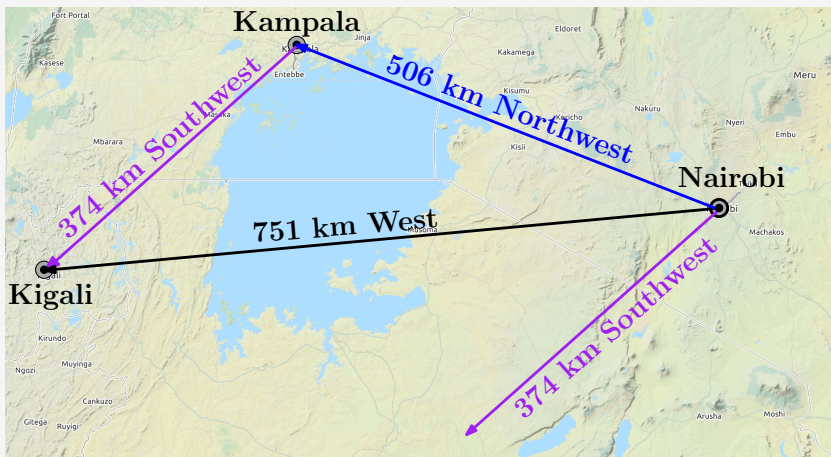 Fort Portal
Kampala
Jinja
Eldoret
Kasese
Entebbe
Kakamega
506 km Northwest
Meru
Kisumu
Nakuru
Kericho
Masaka
374 km Southwest
Mbarara
Kisii
Nyeri
Embu
Nairobi
751 km West
Musoma
Machakos
Kigali
374 km Southwest
Kirundo
Muyinga
Ngozi
Cankuzo
Gitega
Ruyigi
Arusha
Moshi